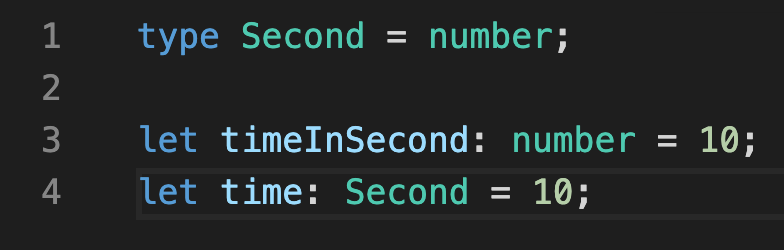 1 type Second = number;
2
3 let timeInSecond: number = 10;
4 let time: Second = 10;